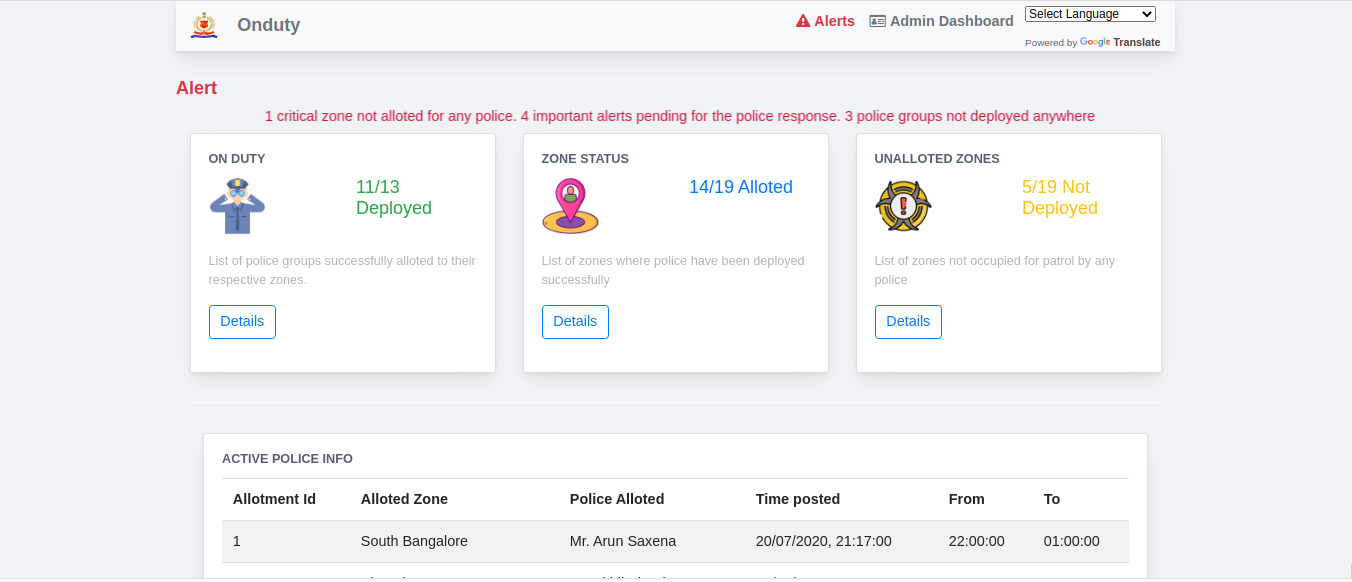 Onduty
Alerts
Admin Dashboard
Select Language
Powered by Google Translate
Alert
1 critical zone not alloted for any police. 4 important alerts pending for the police response. 3 police groups not deployed anywhere
ON DUTY
11/13
Deployed
List of police groups successfully alloted to their
respective zones.
Details
ZONE STATUS
14/19 Alloted
List of zones where police have been deployed
successfully
Details
UNALLOTED ZONES
5/19 Not
Deployed
List of zones not occupied for patrol by any
police
Details
ACTIVE POLICE INFO
Allotment Id Alloted Zone Police Alloted Time posted From To
1 South Bangalore Mr. Arun Saxena 20/07/2020, 21:17:00 22:00:00 01:00:00